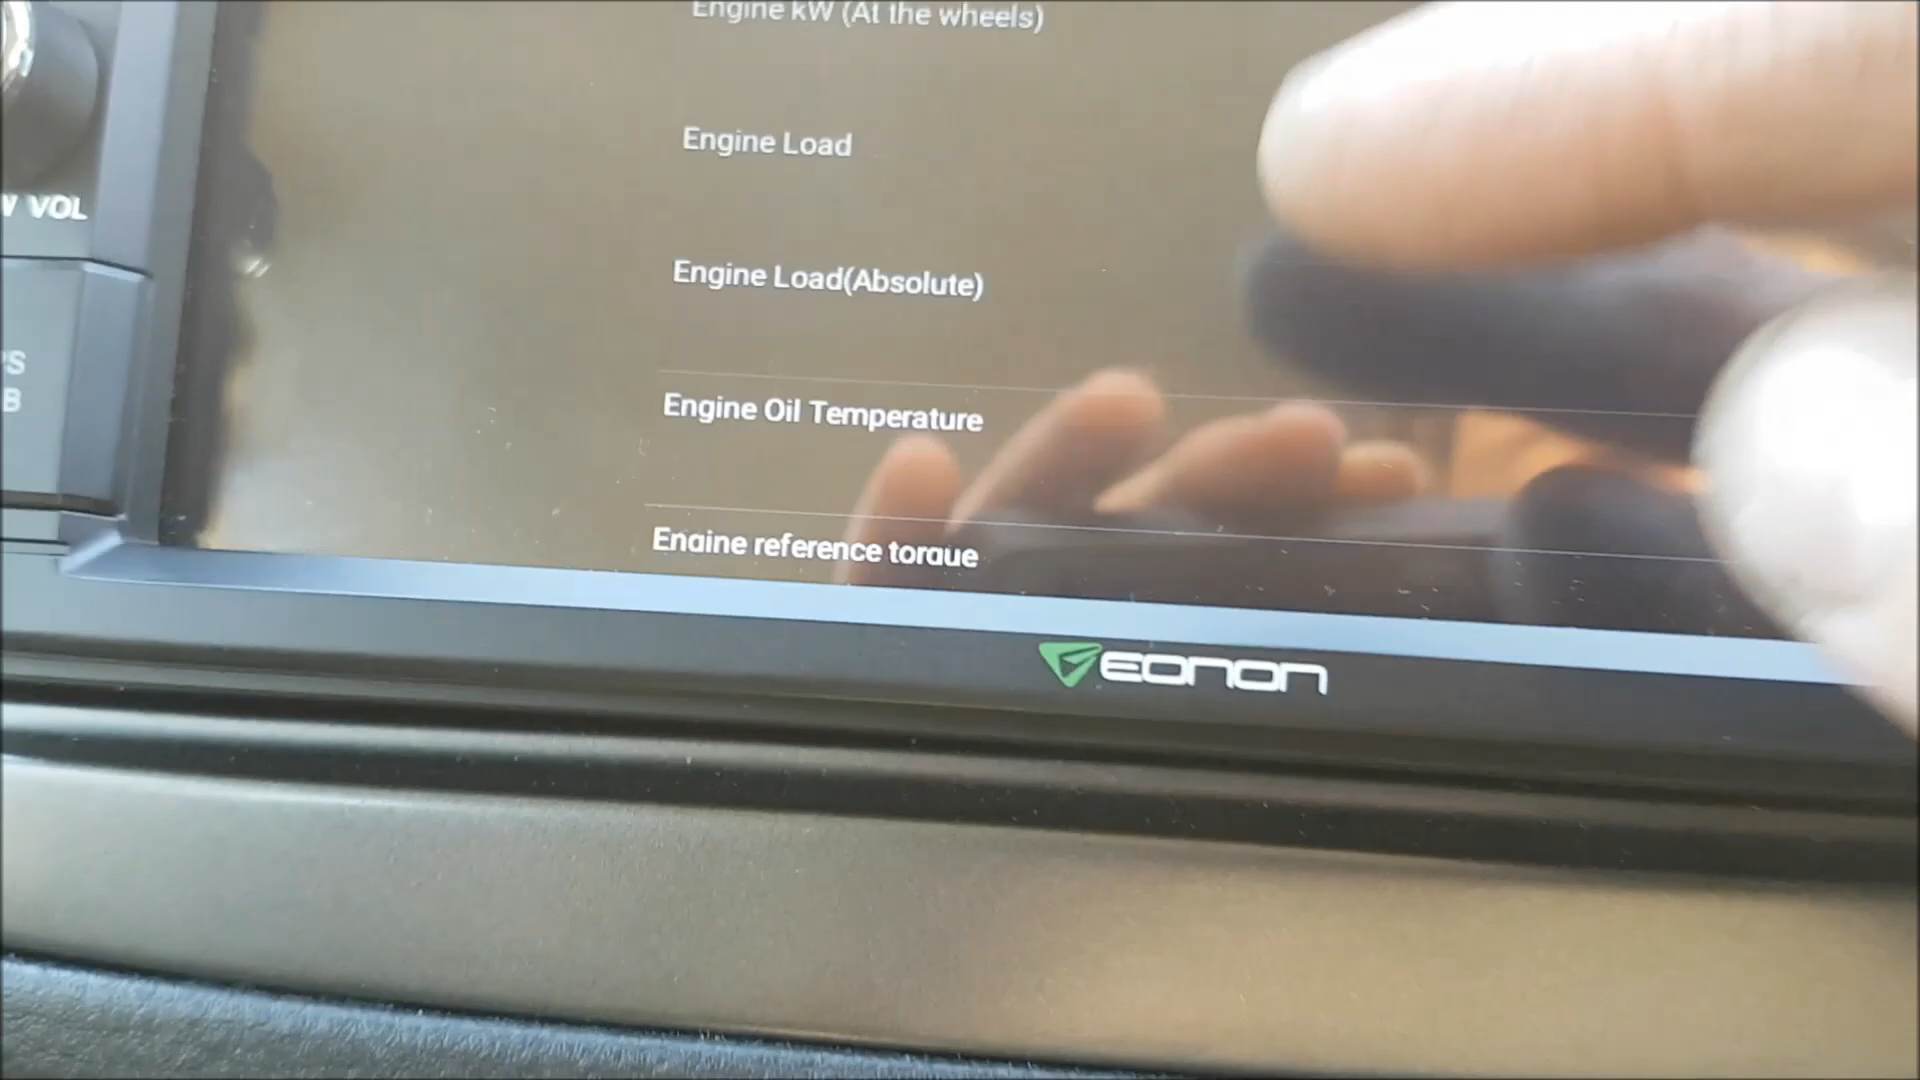 Engine kW (At the wheels)
Engine Load
VOL
Engine Load(Absolute)
Engine Oil Temperature
Engine reference torque
EONON